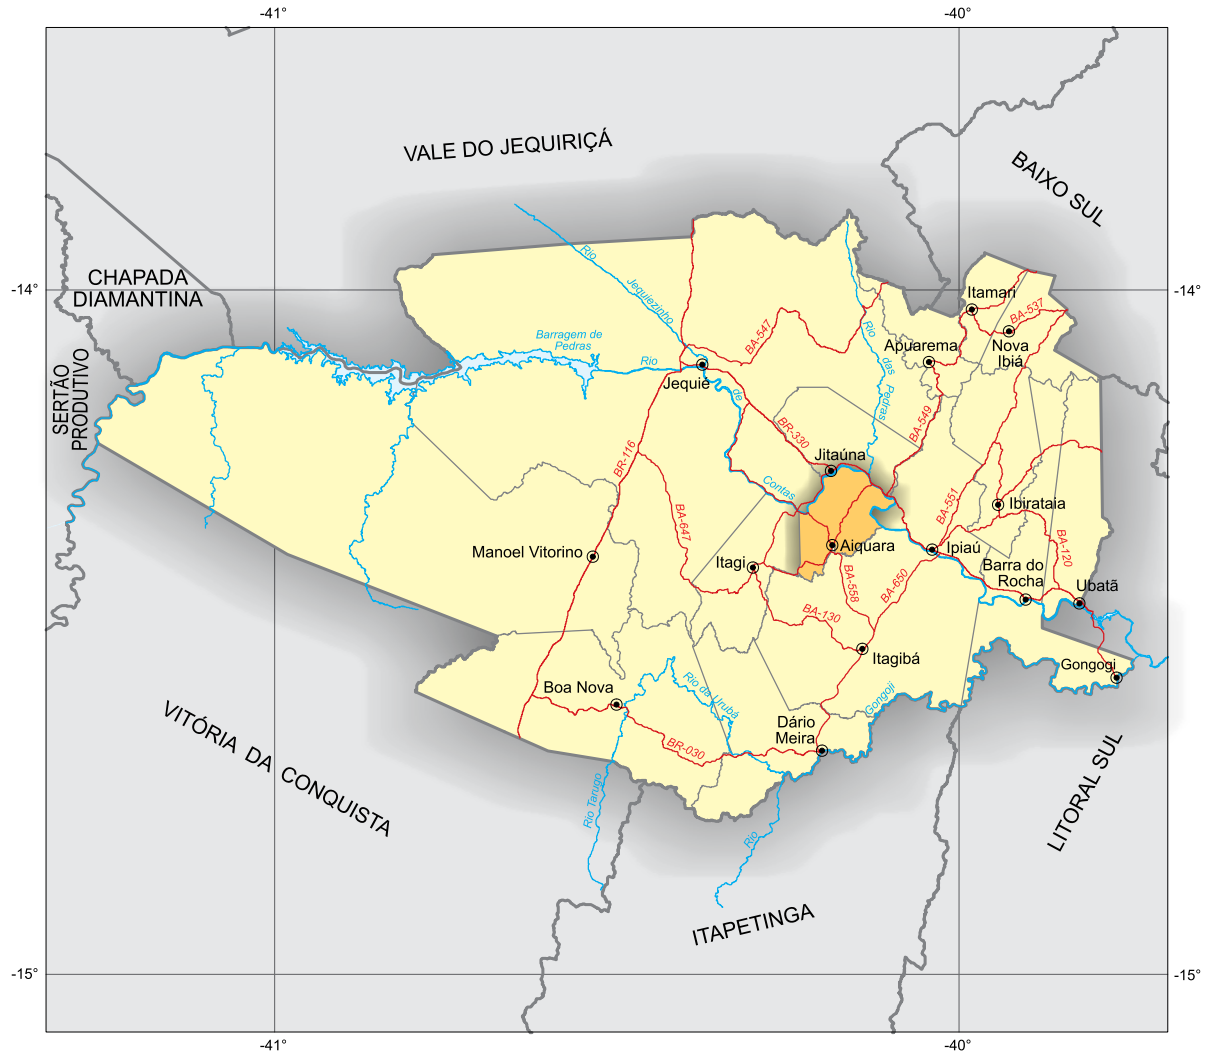 -41°
-40°
VALE DO JEQUIRIÇÁ
BAIXO SUL
CHAPADA
DIAMANTINA
-14°
-14°
SERTÃO
PRODUTIVO
Rio
Jequiezinho
Barragem de
Pedras
Rio
de
Contas
Jequié
BA-547
Rio
das
Pedras
Itamari
BA-537
Nova
Ibiá
Apuarema
BA-549
BR-330
BR-116
Jitaúna
BA-647
BA-551
Ibirataia
Manoel Vitorino
Itagi
Aiquara
Ipiaú
BA-120
Barra do
Rocha
Ubatã
BA-558
BA-650
BA-130
Itagibá
Gongogi
Boa Nova
Rio da Urubá
Gongoji
Dário
Meira
BR-030
Rio Tarugo
Rio
VITÓRIA DA CONQUISTA
LITORAL SUL
ITAPETINGA
-15°
-15°
-41°
-40°